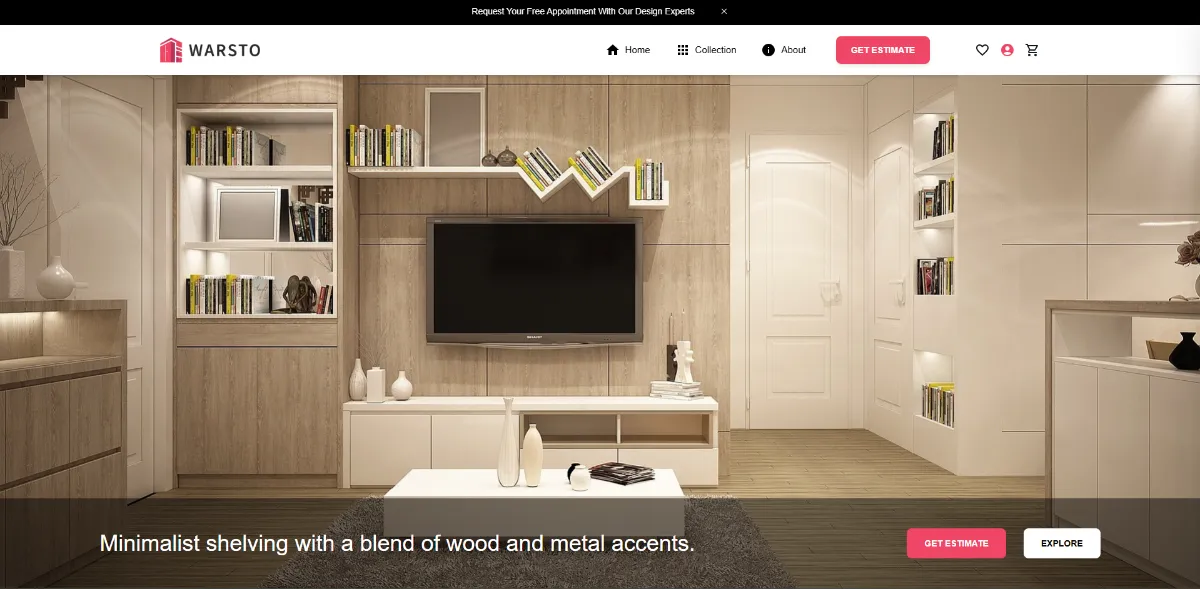 Request Your Free Appointment With Our Design Experts ×
WARSTO
Home
Collection
About
GET ESTIMATE
Minimalist shelving with a blend of wood and metal accents.
GET ESTIMATE
EXPLORE